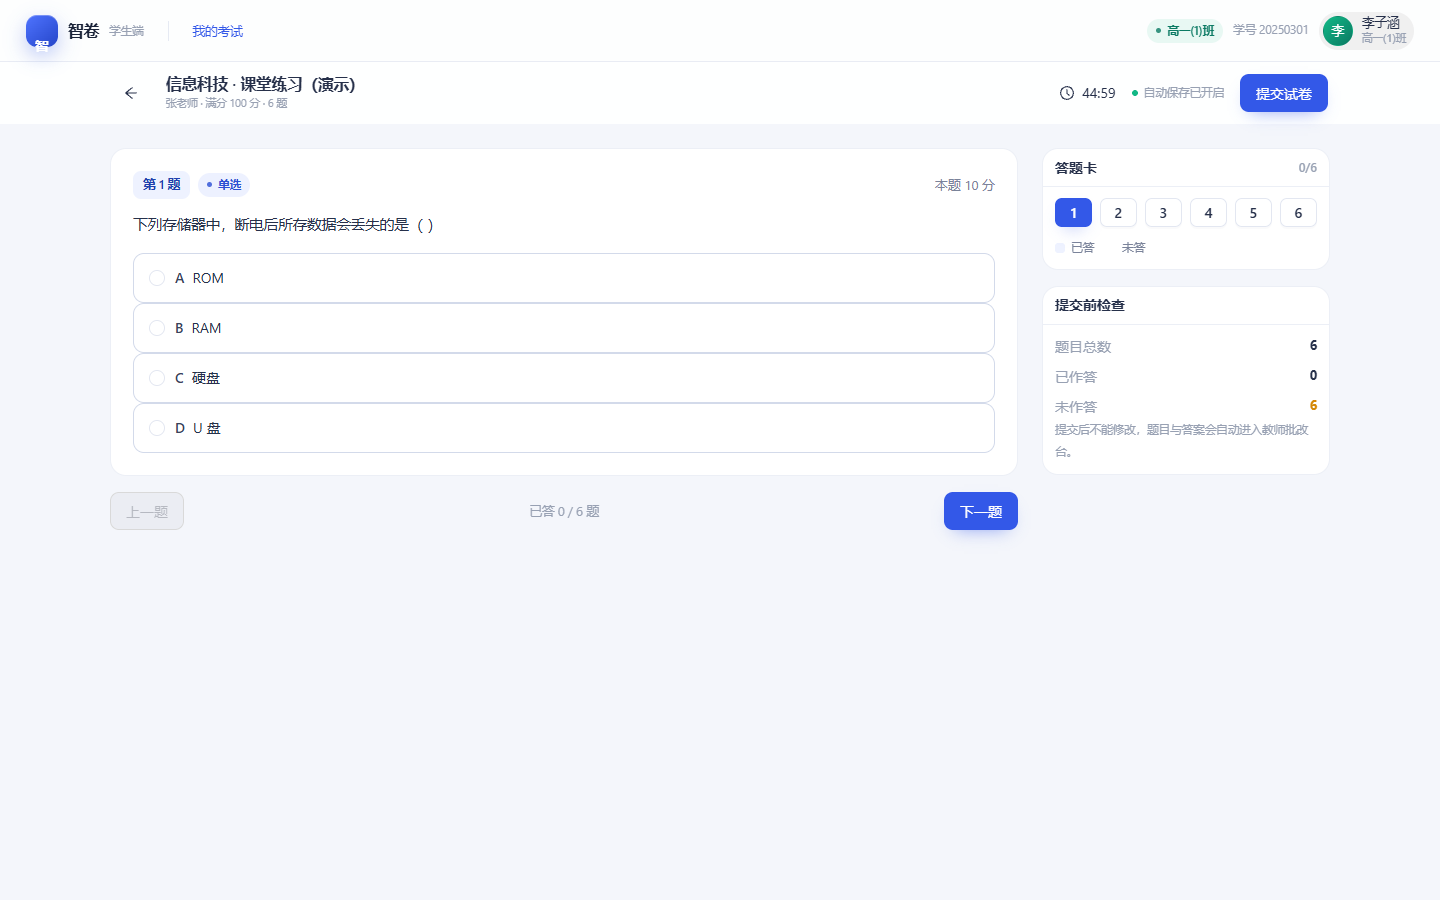 智 智卷 学生端 我的考试 高一(1)班 学号 20250301 李 李子涵
高一(1)班
信息科技 · 课堂练习（演示）
张老师 · 满分 100 分 · 6 题
44:59 自动保存已开启 提交试卷
第 1 题 单选 本题 10 分
下列存储器中，断电后所存数据会丢失的是（ ）
A ROM
B RAM
C 硬盘
D U 盘
上一题 已答 0 / 6 题 下一题
答题卡 0/6
1 2 3 4 5 6
已答 未答
提交前检查
题目总数 6
已作答 0
未作答 6
提交后不能修改，题目与答案会自动进入教师批改
台。